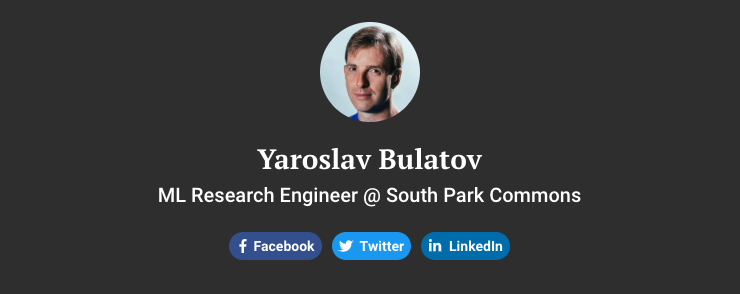 Yaroslav Bulatov
ML Research Engineer @ South Park Commons
Facebook Twitter LinkedIn